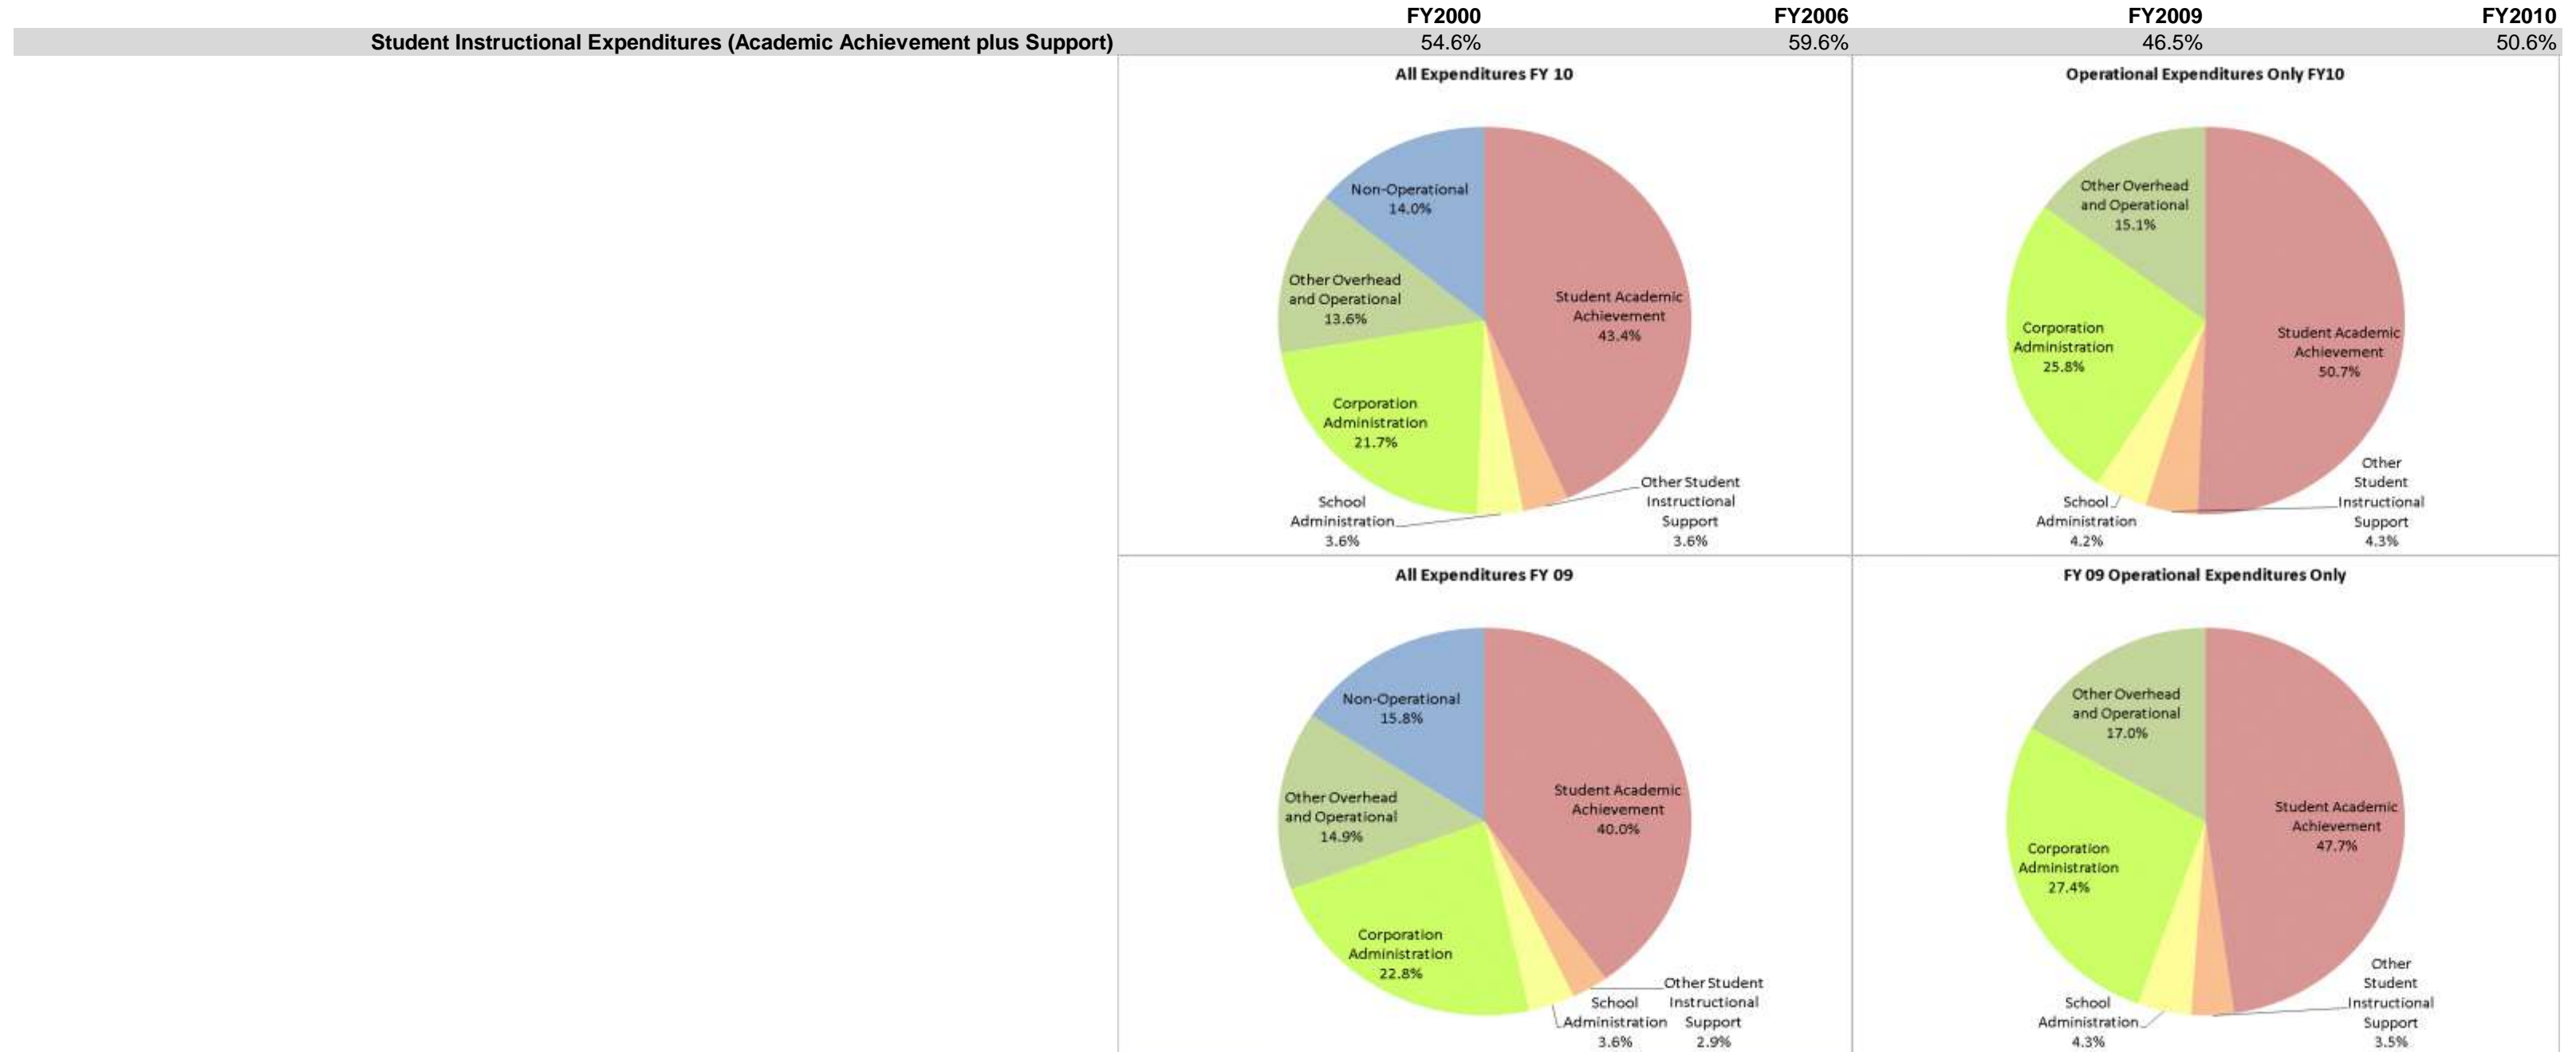 FY2000 FY2006 FY2009 FY2010
Student Instructional Expenditures (Academic Achievement plus Support) 54.6% 59.6% 46.5% 50.6%
All Expenditures FY 10
Non-Operational
14.0%
Other Overhead
and Operational
13.6%
Corporation
Administration
21.7%
School
Administration
3.6%
Student Academic
Achievement
43.4%
Other Student
Instructional
Support
3.6%
Operational Expenditures Only FY10
Other Overhead
and Operational
15.1%
Corporation
Administration
25.8%
School
Administration
4.2%
Student Academic
Achievement
50.7%
Other
Student
Instructional
Support
4.3%
All Expenditures FY 09
Non-Operational
15.8%
Other Overhead
and Operational
14.9%
Corporation
Administration
22.8%
Student Academic
Achievement
40.0%
School
Administration
3.6%
Other Student
Instructional
Support
2.9%
FY 09 Operational Expenditures Only
Other Overhead
and Operational
17.0%
Corporation
Administration
27.4%
School
Administration
4.3%
Student Academic
Achievement
47.7%
Other
Student
Instructional
Support
3.5%